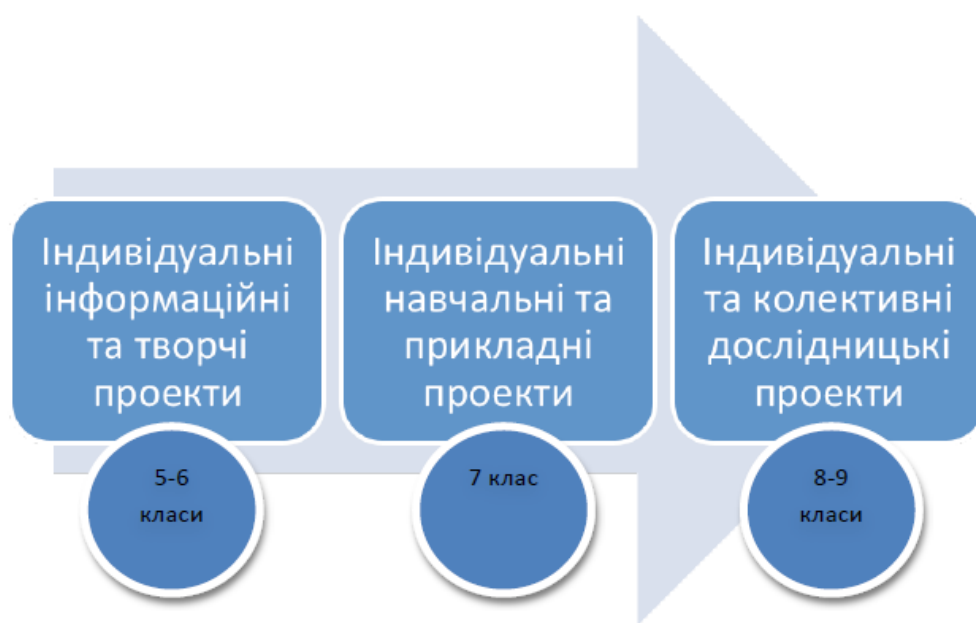 Індивідуальні
інформаційні
та творчі
проекти
5-6
класи
Індивідуальні
навчальні та
прикладні
проекти
7 клас
Індивідуальні
та колективні
дослідницькі
проекти
8-9
класи